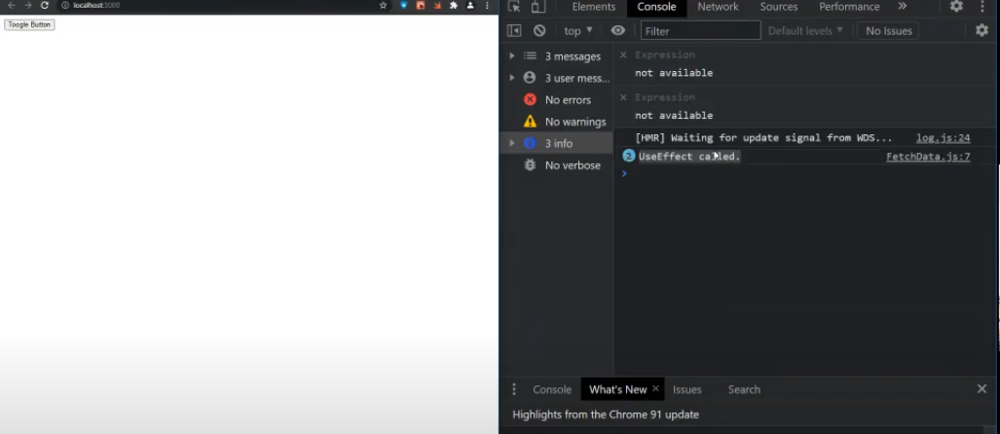 localhost:3000
Toogle Button
Elements Console Network Sources Performance »
top ▼ Filter Default levels ▼ No Issues
3 messages
3 user mess...
No errors
No warnings
3 info
No verbose
× Expression
not available
× Expression
not available
[HMR] Waiting for update signal from WDS... log.js:24
2 UseEffect called. FetchData.js:7
›
Console What's New × Issues Search ×
Highlights from the Chrome 91 update